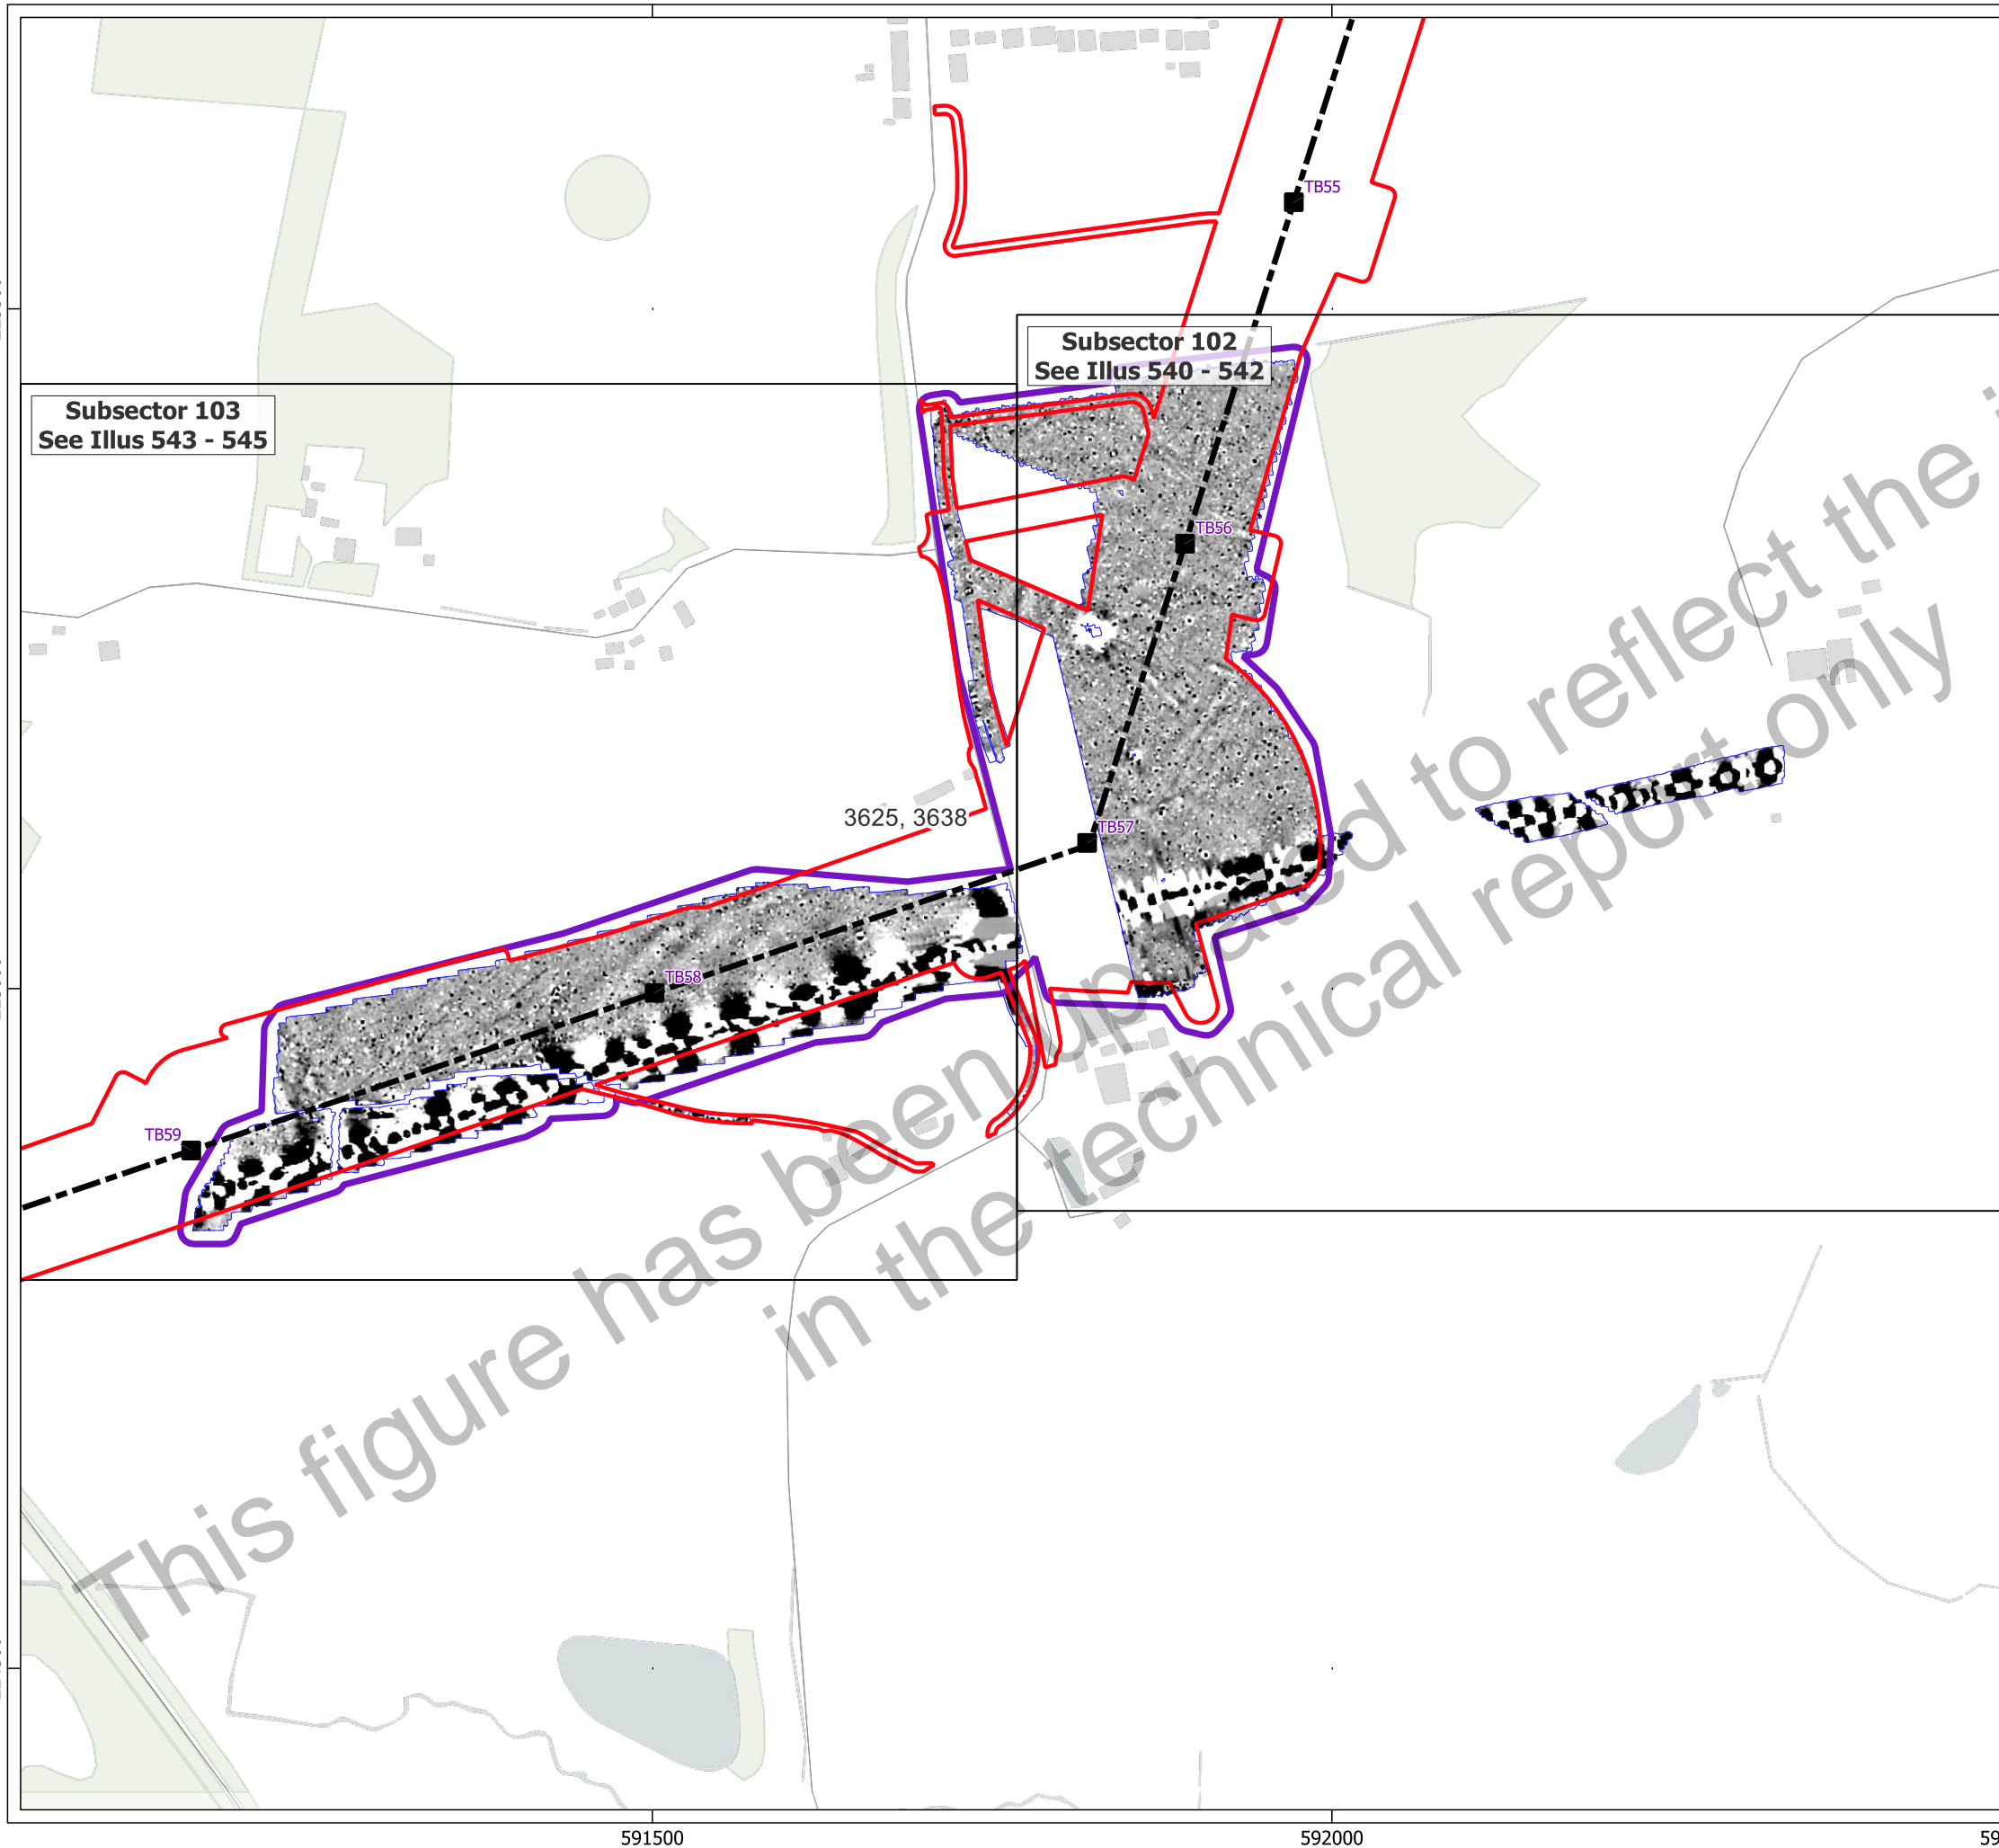 TB55
Subsector 102
See Illus 540 - 542
Subsector 103
See Illus 543 - 545
TB56
3625, 3638
TB57
TB58
TB59
This figure has been updated to reflect the
in the technical report only
591500
592000